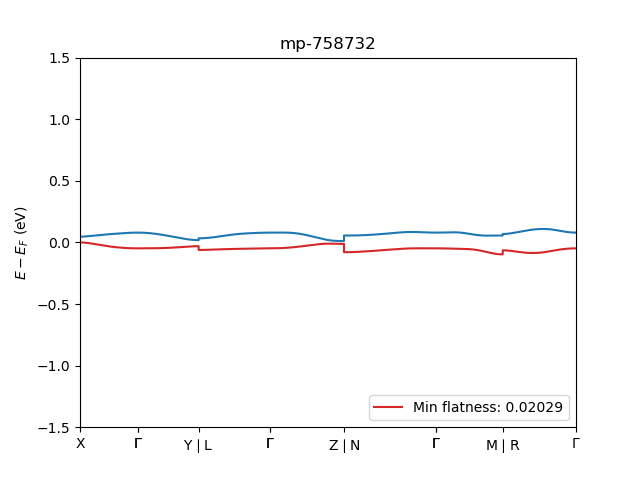 mp-758732
1.5
1.0
0.5
0.0
−0.5
−1.0
−1.5
E − E_F (eV)
X Γ Y | L Γ Z | N Γ M | R Γ
Min flatness: 0.02029